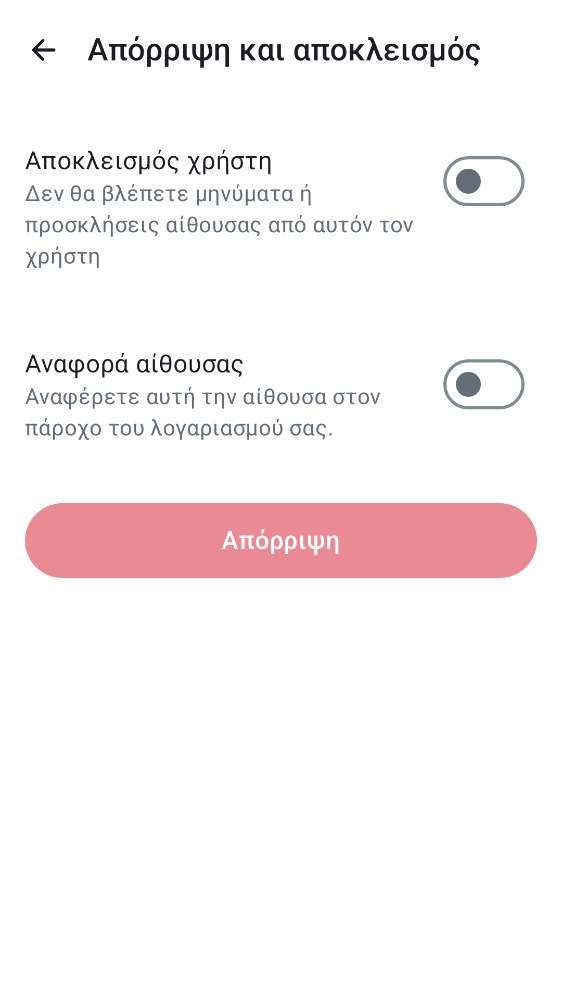 Απόρριψη και αποκλεισμός
Αποκλεισμός χρήστη
Δεν θα βλέπετε μηνύματα ή
προσκλήσεις αίθουσας από αυτόν τον
χρήστη
Αναφορά αίθουσας
Αναφέρετε αυτή την αίθουσα στον
πάροχο του λογαριασμού σας.
Απόρριψη